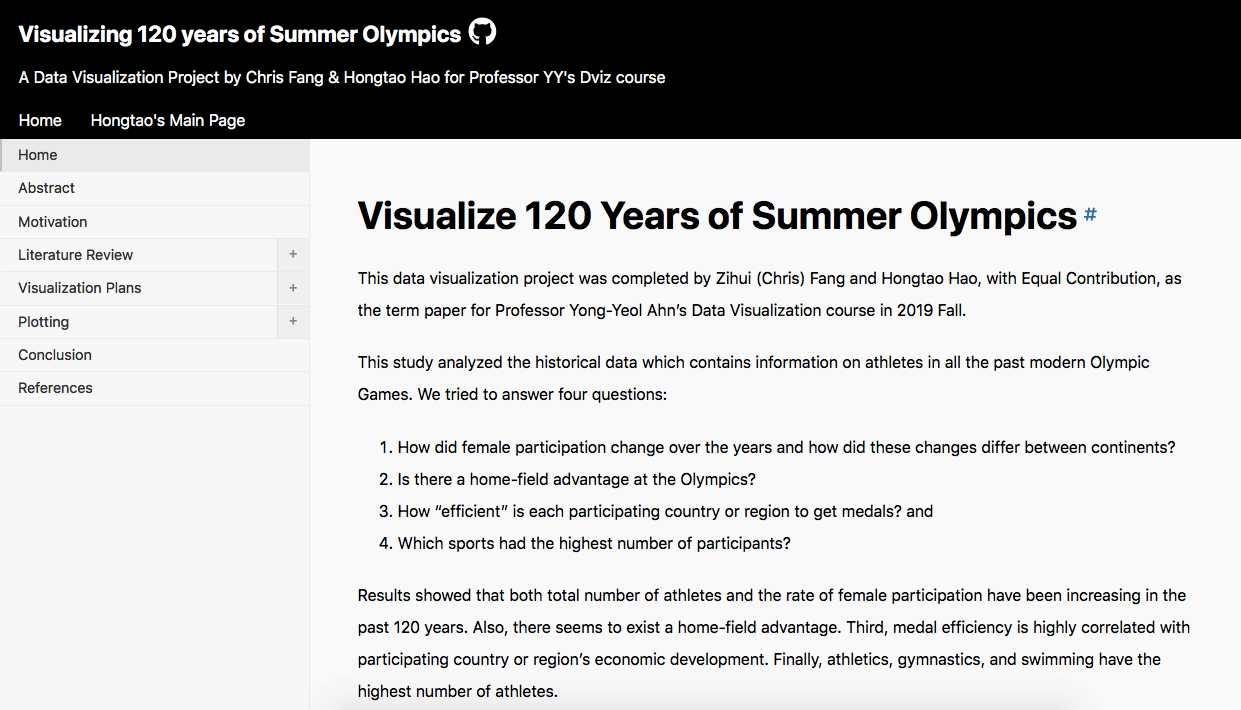 Visualizing 120 years of Summer Olympics
A Data Visualization Project by Chris Fang & Hongtao Hao for Professor YY's Dviz course
Home Hongtao's Main Page
Home
Abstract
Motivation
Literature Review +
Visualization Plans +
Plotting +
Conclusion
References
Visualize 120 Years of Summer Olympics #
This data visualization project was completed by Zihui (Chris) Fang and Hongtao Hao, with Equal Contribution, as
the term paper for Professor Yong-Yeol Ahn’s Data Visualization course in 2019 Fall.
This study analyzed the historical data which contains information on athletes in all the past modern Olympic
Games. We tried to answer four questions:
1. How did female participation change over the years and how did these changes differ between continents?
2. Is there a home-field advantage at the Olympics?
3. How “efficient” is each participating country or region to get medals? and
4. Which sports had the highest number of participants?
Results showed that both total number of athletes and the rate of female participation have been increasing in the
past 120 years. Also, there seems to exist a home-field advantage. Third, medal efficiency is highly correlated with
participating country or region’s economic development. Finally, athletics, gymnastics, and swimming have the
highest number of athletes.